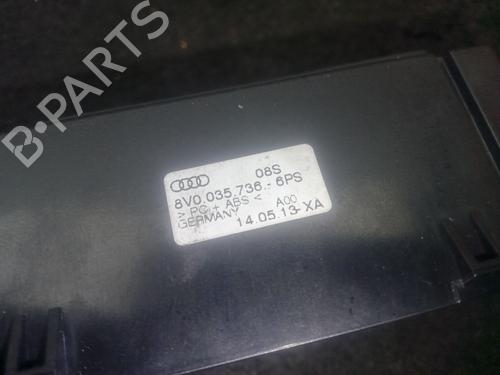 B-PARTS
08S
8V0.035.736.-6PS
> PC + ABS < A00
GERMANY 14.05.13-XA